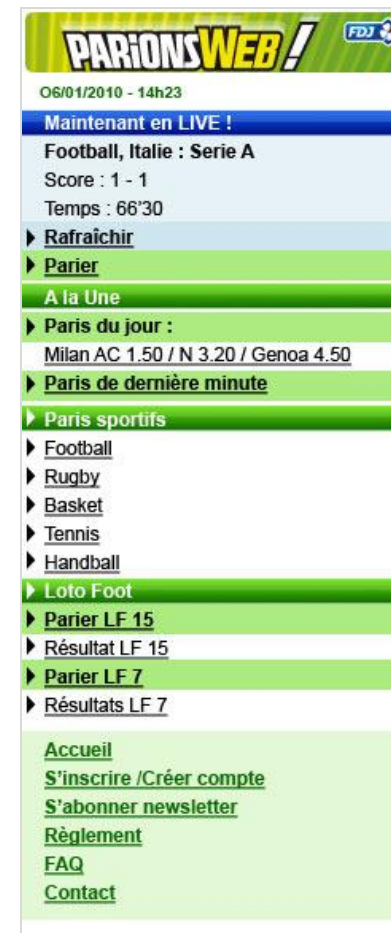 PARIONSWEB!
FDJ
O6/01/2010 - 14h23
Maintenant en LIVE !
Football, Italie : Serie A
Score : 1 - 1
Temps : 66'30
Rafraîchir
Parier
A la Une
Paris du jour :
Milan AC 1.50 / N 3.20 / Genoa 4.50
Paris de dernière minute
Paris sportifs
Football
Rugby
Basket
Tennis
Handball
Loto Foot
Parier LF 15
Résultat LF 15
Parier LF 7
Résultats LF 7
Accueil
S'inscrire /Créer compte
S'abonner newsletter
Règlement
FAQ
Contact